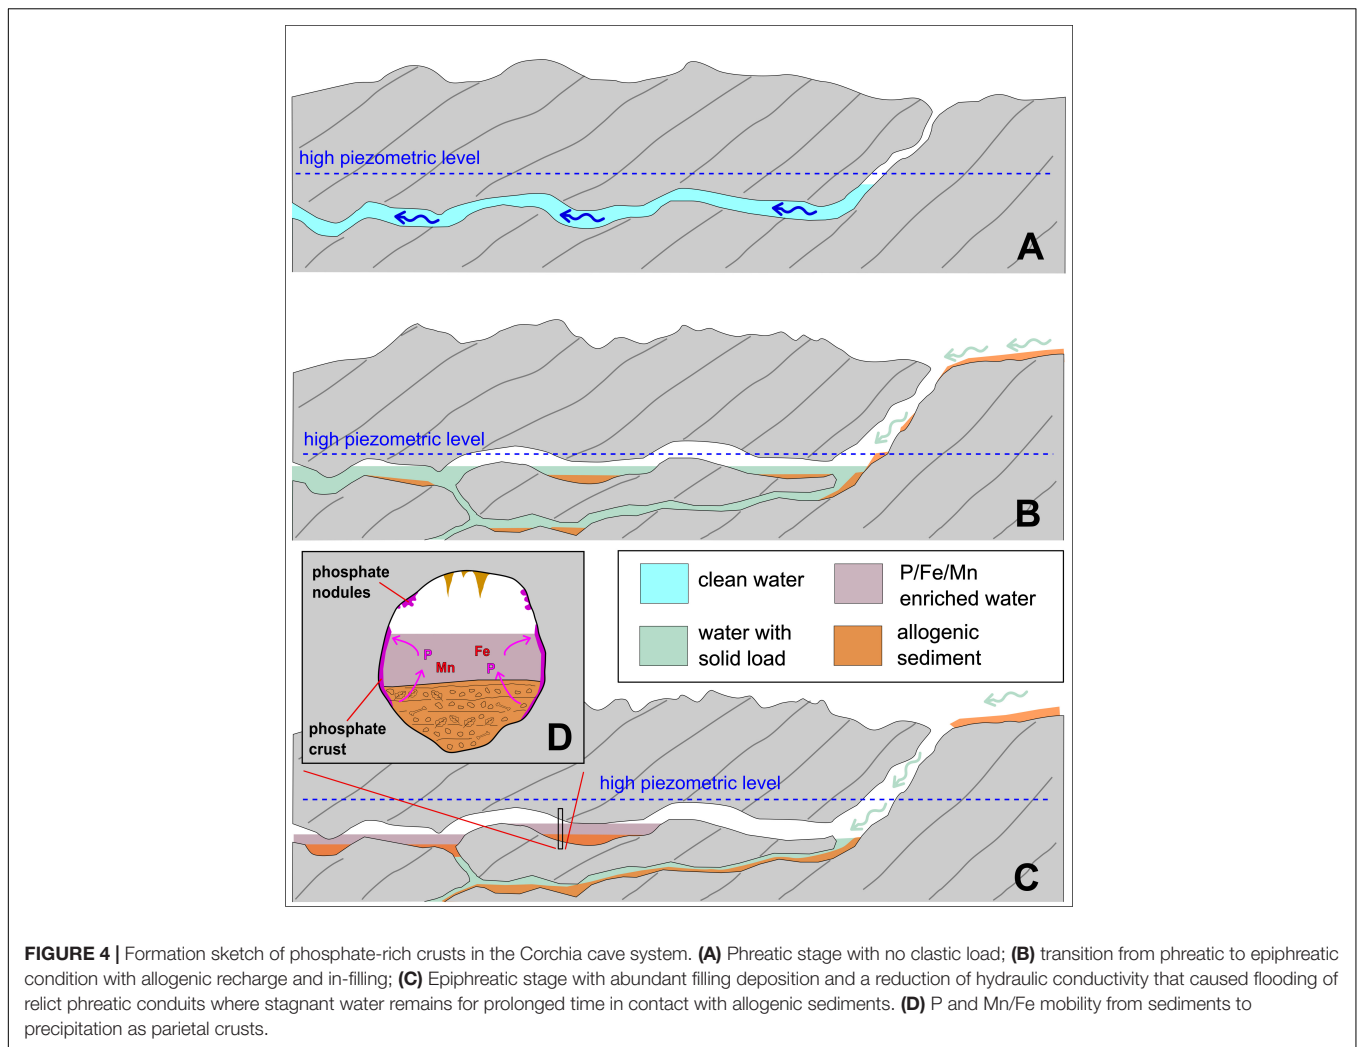 high piezometric level
A
high piezometric level
B
phosphate
nodules
P
Fe
Mn
P
phosphate
crust
D
clean water
P/Fe/Mn
enriched water
water with
solid load
allogenic
sediment
high piezometric level
C
FIGURE 4 | Formation sketch of phosphate-rich crusts in the Corchia cave system. (A) Phreatic stage with no clastic load; (B) transition from phreatic to epiphreatic
condition with allogenic recharge and in-filling; (C) Epiphreatic stage with abundant filling deposition and a reduction of hydraulic conductivity that caused flooding of
relict phreatic conduits where stagnant water remains for prolonged time in contact with allogenic sediments. (D) P and Mn/Fe mobility from sediments to
precipitation as parietal crusts.